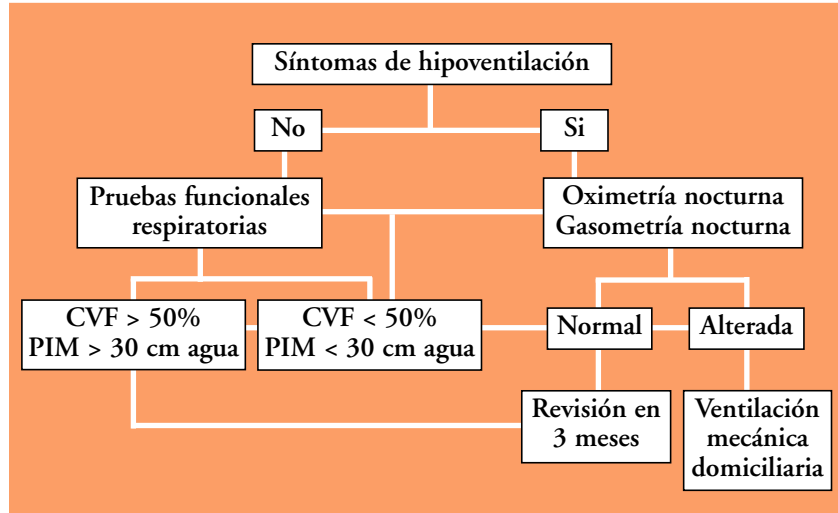 Síntomas de hipoventilación
No
Si
Pruebas funcionales
respiratorias
Oximetría nocturna
Gasometría nocturna
CVF > 50%
PIM > 30 cm agua
CVF < 50%
PIM < 30 cm agua
Normal
Alterada
Revisión en
3 meses
Ventilación
mecánica
domiciliaria